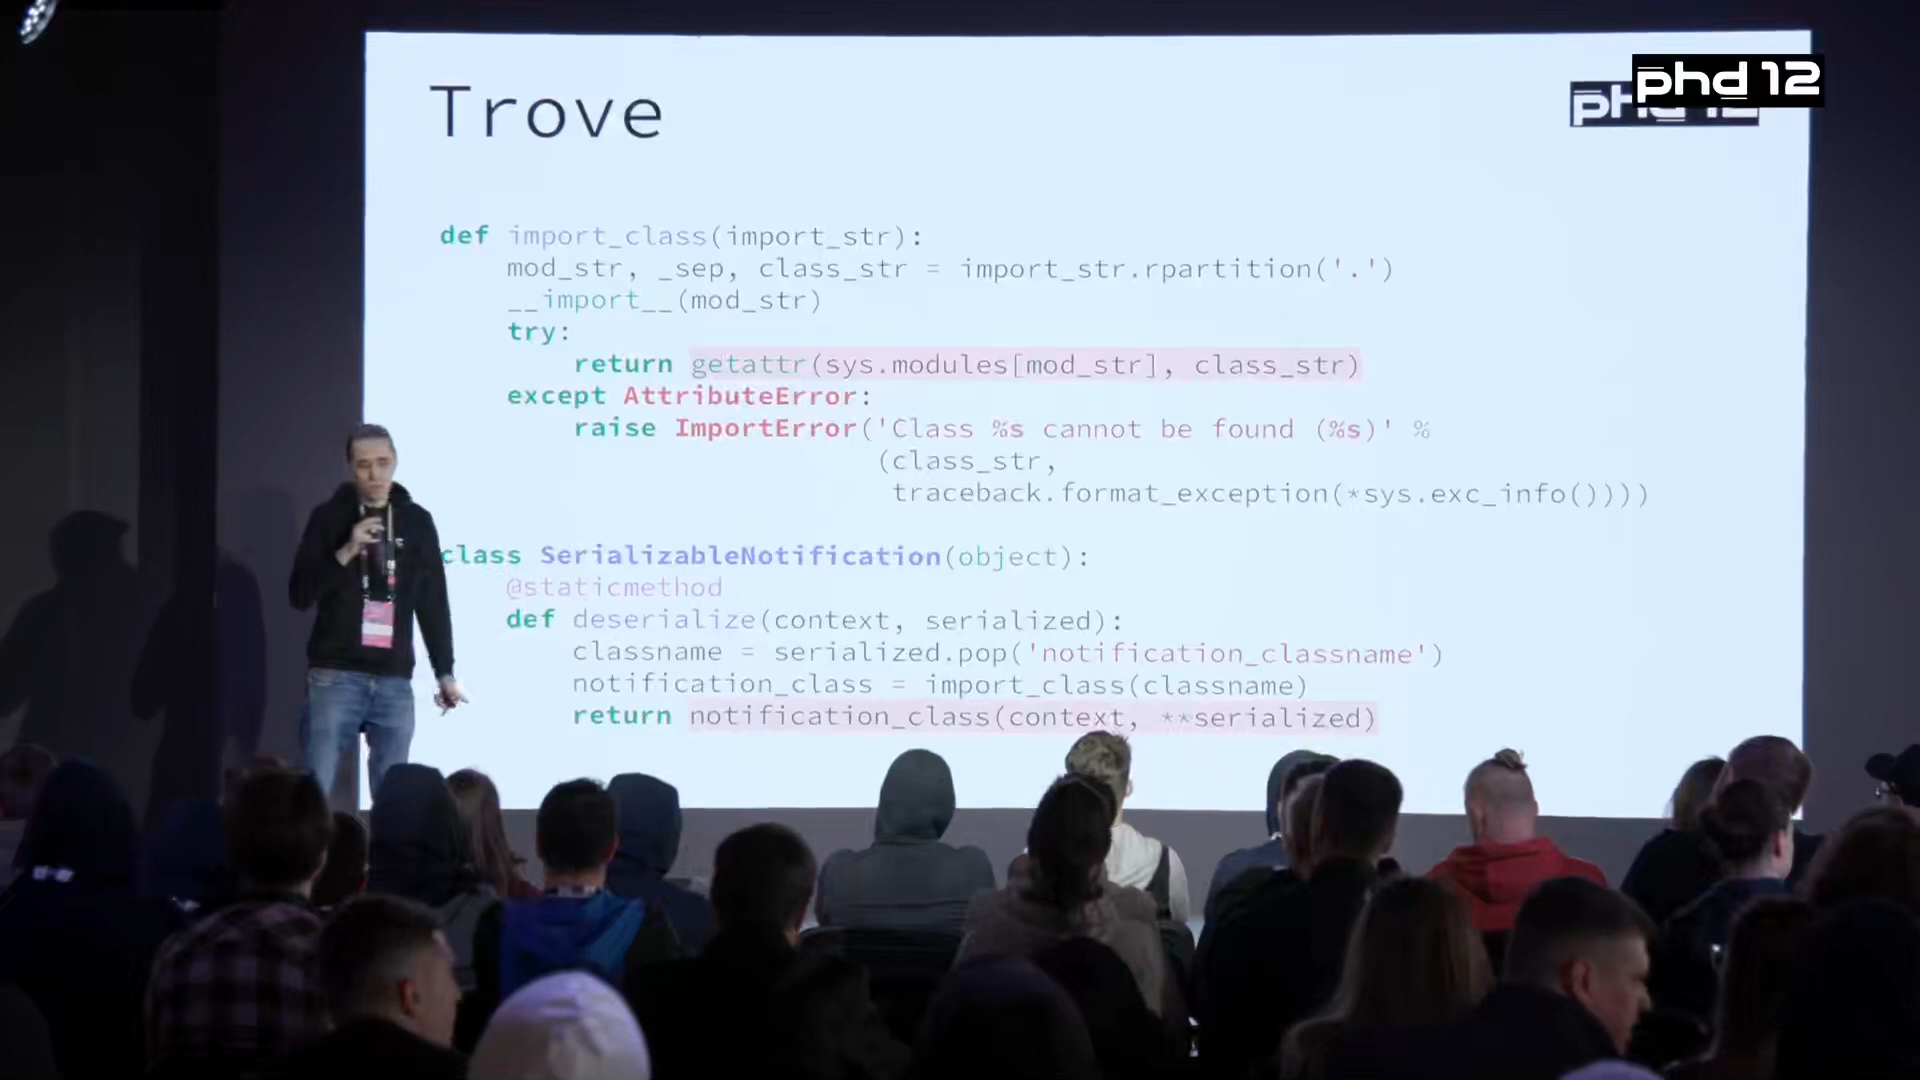 phd 12
Trove
def import_class(import_str):
mod_str, _sep, class_str = import_str.rpartition('.')
__import__(mod_str)
try:
return getattr(sys.modules[mod_str], class_str)
except AttributeError:
raise ImportError('Class %s cannot be found (%s)' %
(class_str,
traceback.format_exception(*sys.exc_info())))
class SerializableNotification(object):
@staticmethod
def deserialize(context, serialized):
classname = serialized.pop('notification_classname')
notification_class = import_class(classname)
return notification_class(context, **serialized)